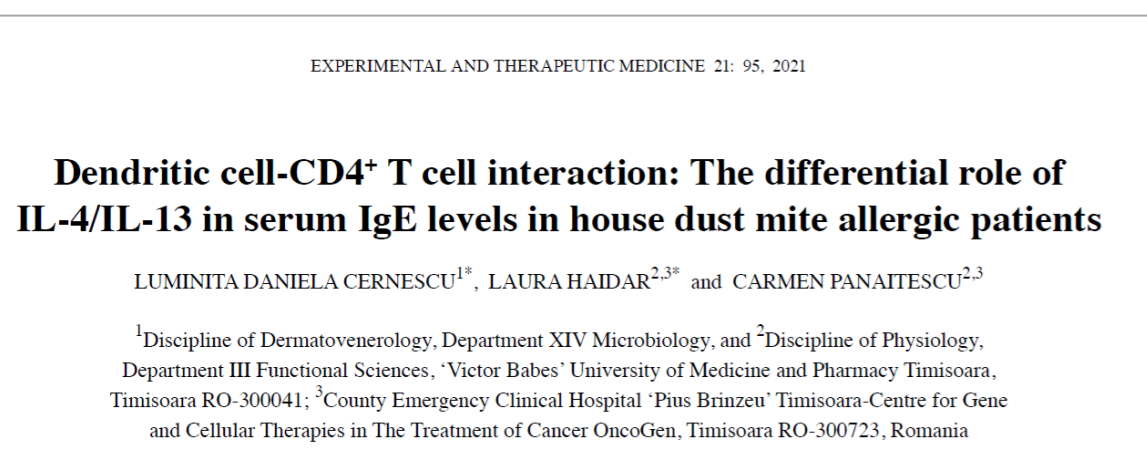 EXPERIMENTAL AND THERAPEUTIC MEDICINE 21: 95, 2021
Dendritic cell-CD4⁺ T cell interaction: The differential role of
IL-4/IL-13 in serum IgE levels in house dust mite allergic patients
LUMINITA DANIELA CERNESCU¹*, LAURA HAIDAR²,³* and CARMEN PANAITESCU²,³
¹Discipline of Dermatovenerology, Department XIV Microbiology, and ²Discipline of Physiology,
Department III Functional Sciences, ‘Victor Babes’ University of Medicine and Pharmacy Timisoara,
Timisoara RO-300041; ³County Emergency Clinical Hospital ‘Pius Brinzeu’ Timisoara-Centre for Gene
and Cellular Therapies in The Treatment of Cancer OncoGen, Timisoara RO-300723, Romania